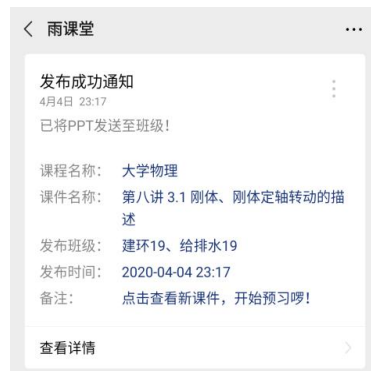 雨课堂
发布成功通知
4月4日 23:17
已将PPT发送至班级！
课程名称： 大学物理
课件名称： 第八讲 3.1 刚体、刚体定轴转动的描
述
发布班级： 建环19、给排水19
发布时间： 2020-04-04 23:17
备注： 点击查看新课件，开始预习啰！
查看详情